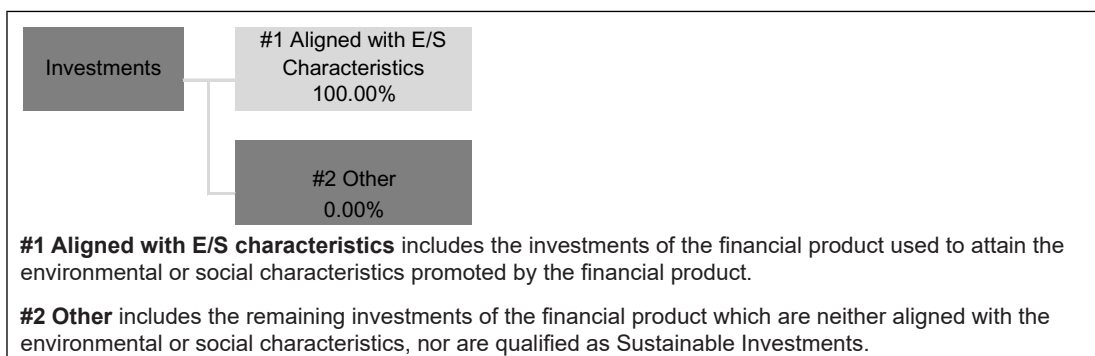 Investments
#1 Aligned with E/S
Characteristics
100.00%
#2 Other
0.00%
#1 Aligned with E/S characteristics includes the investments of the financial product used to attain the
environmental or social characteristics promoted by the financial product.
#2 Other includes the remaining investments of the financial product which are neither aligned with the
environmental or social characteristics, nor are qualified as Sustainable Investments.